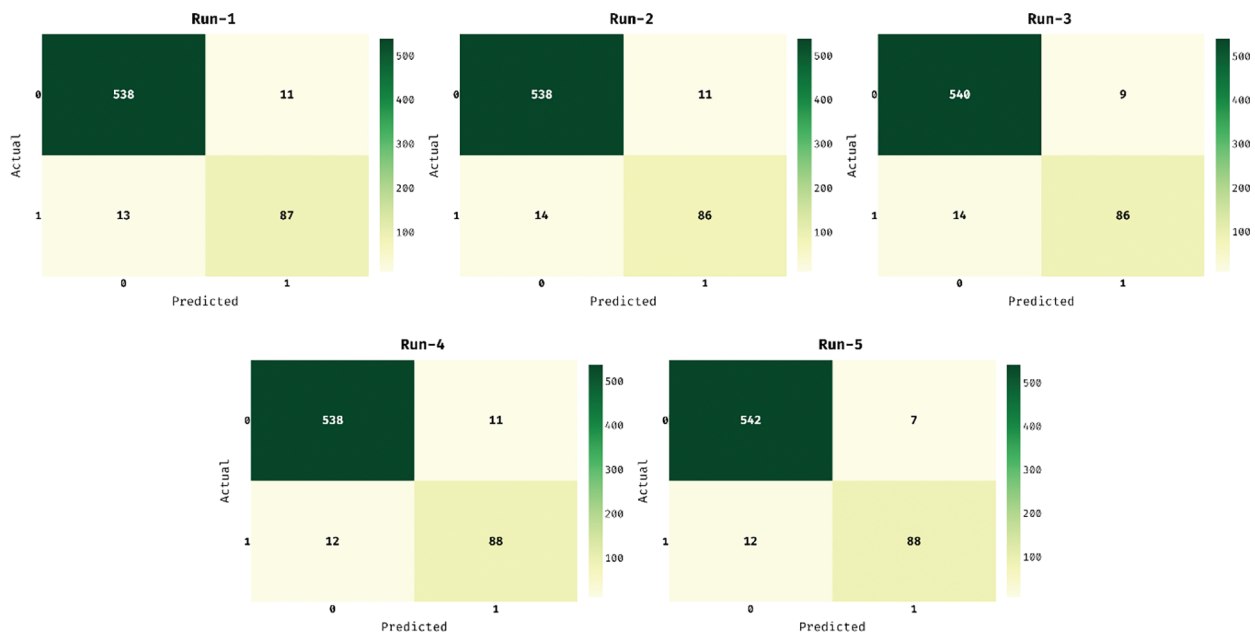 Run-1
Run-2
Run-3
0 538 11
500
400
300
200
100
1 13 87
0 1
Predicted
Actual
0 538 11
500
400
300
200
100
1 14 86
0 1
Predicted
Actual
0 540 9
500
400
300
200
100
1 14 86
0 1
Predicted
Actual
Run-4
Run-5
0 538 11
500
400
300
200
100
1 12 88
0 1
Predicted
Actual
0 542 7
500
400
300
200
100
1 12 88
0 1
Predicted
Actual